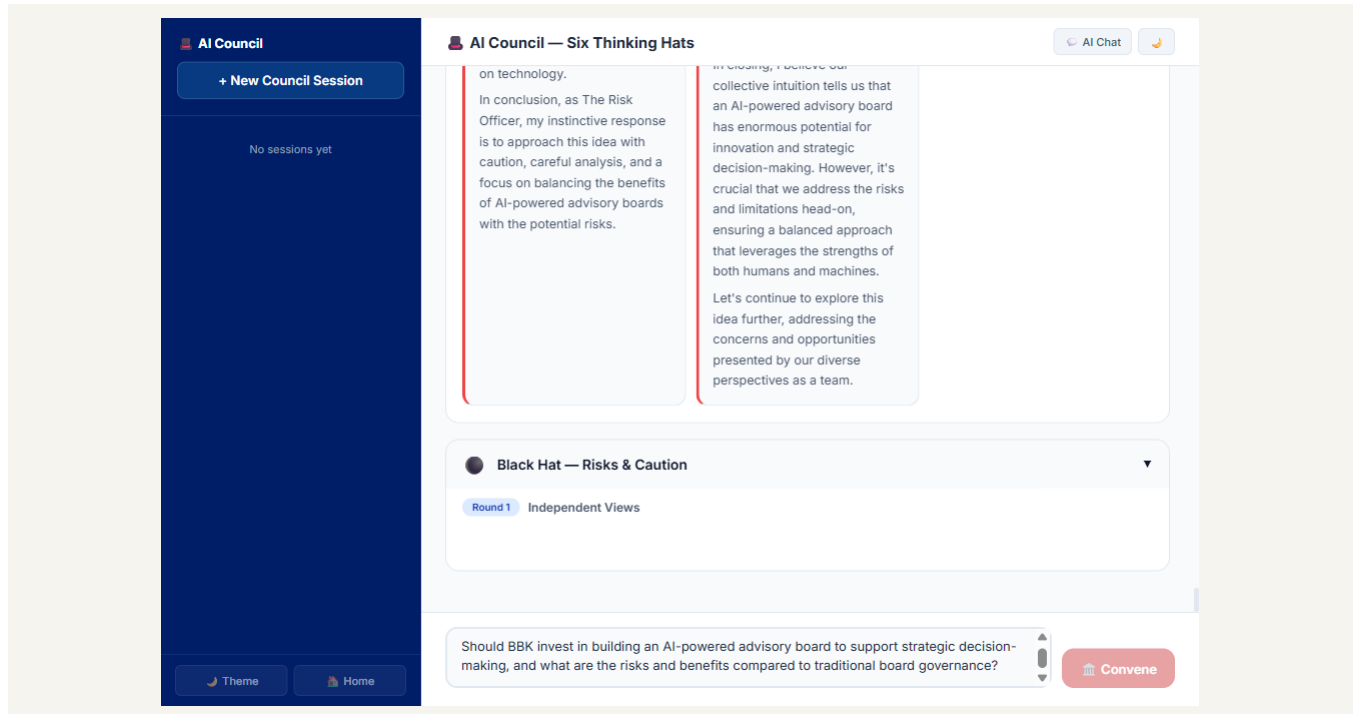 AI Council
+ New Council Session
No sessions yet
Theme
Home
AI Council — Six Thinking Hats
AI Chat
on technology.
In conclusion, as The Risk
Officer, my instinctive response
is to approach this idea with
caution, careful analysis, and a
focus on balancing the benefits
of AI-powered advisory boards
with the potential risks.
In closing, I believe our
collective intuition tells us that
an AI-powered advisory board
has enormous potential for
innovation and strategic
decision-making. However, it's
crucial that we address the risks
and limitations head-on,
ensuring a balanced approach
that leverages the strengths of
both humans and machines.
Let's continue to explore this
idea further, addressing the
concerns and opportunities
presented by our diverse
perspectives as a team.
Black Hat — Risks & Caution
Round 1 Independent Views
Should BBK invest in building an AI-powered advisory board to support strategic decision-
making, and what are the risks and benefits compared to traditional board governance?
Convene